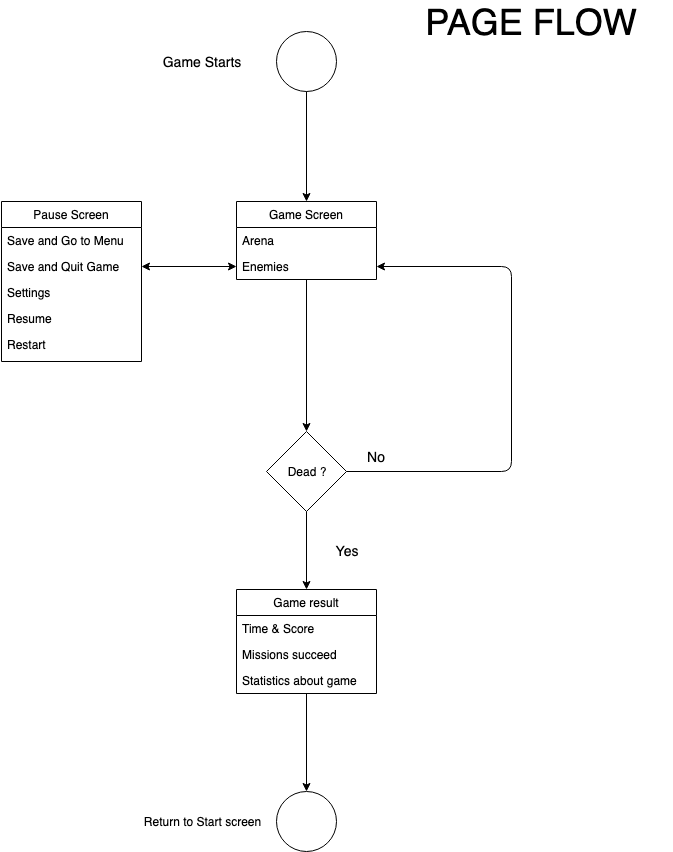 PAGE FLOW
Game Starts
Pause Screen
Save and Go to Menu
Save and Quit Game
Settings
Resume
Restart
Game Screen
Arena
Enemies
Dead ?
No
Yes
Game result
Time & Score
Missions succeed
Statistics about game
Return to Start screen